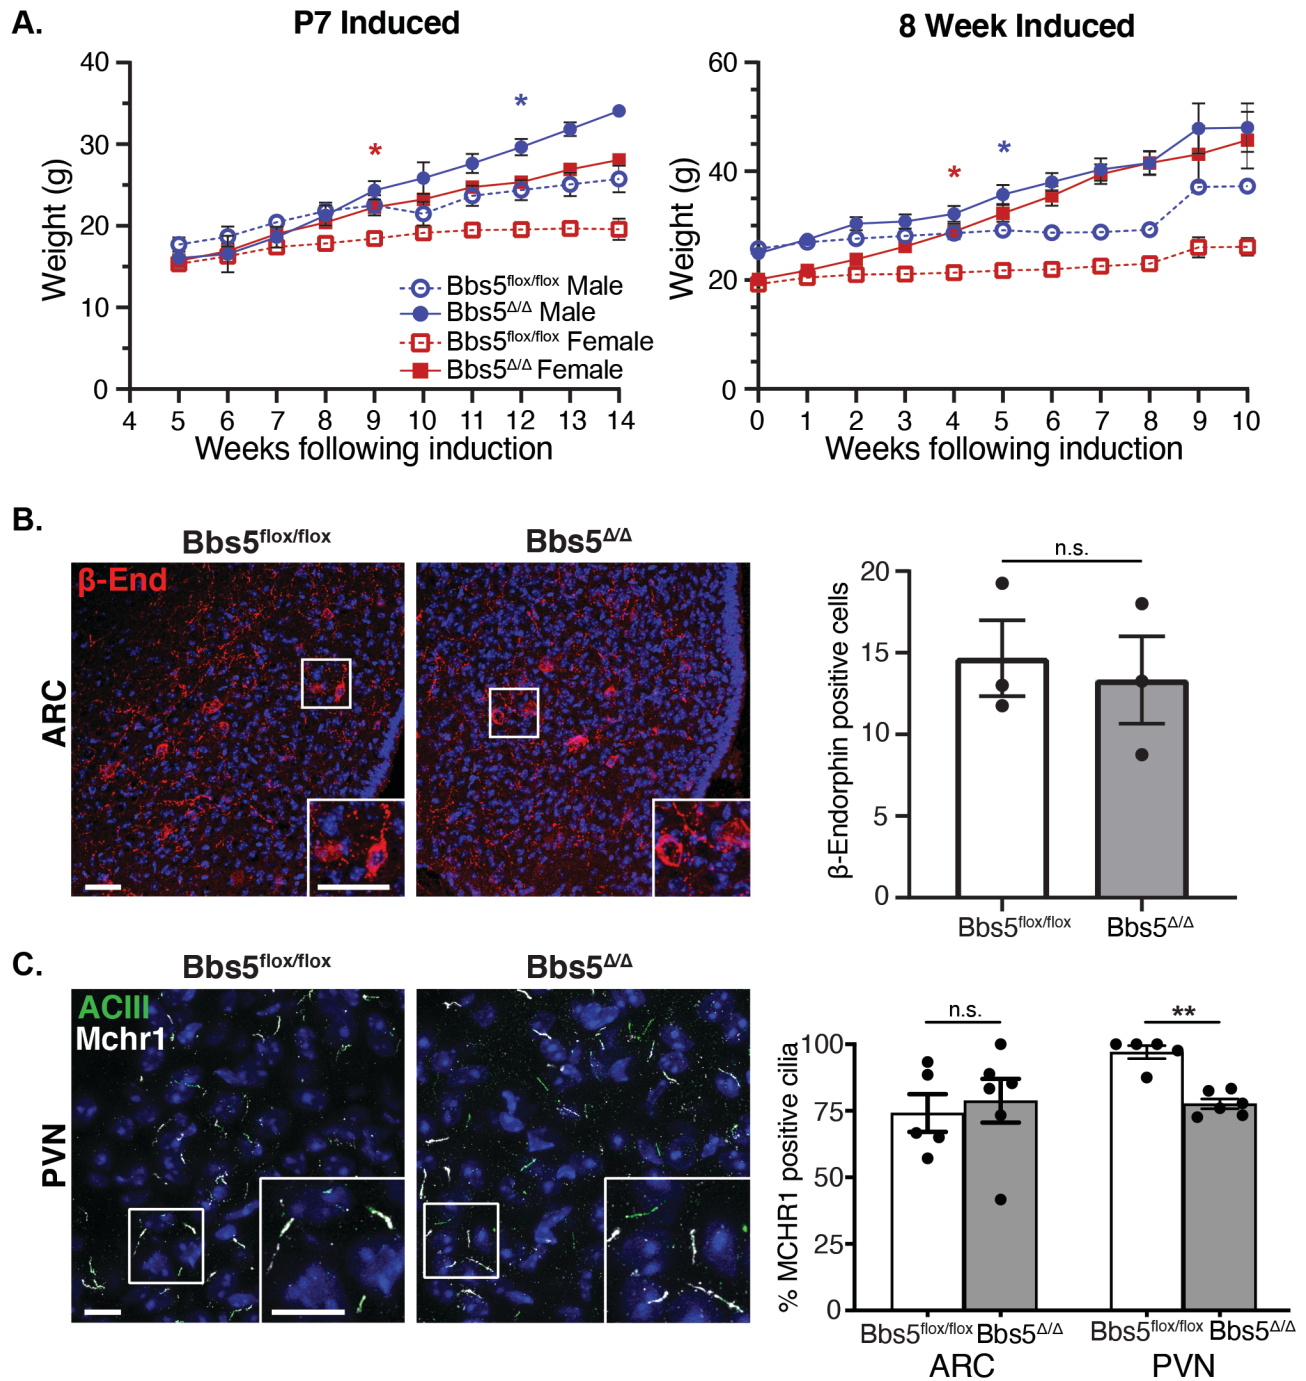 A.
P7 Induced
8 Week Induced
Weight (g)
40
30
20
10
0
*
*
Bbs5flox/flox Male
Bbs5Δ/Δ Male
Bbs5flox/flox Female
Bbs5Δ/Δ Female
4 5 6 7 8 9 10 11 12 13 14
Weeks following induction
Weight (g)
60
40
20
0
*
*
0 1 2 3 4 5 6 7 8 9 10
Weeks following induction
B.
Bbs5flox/flox
Bbs5Δ/Δ
β-End
ARC
n.s.
β-Endorphin positive cells
20
15
10
5
0
Bbs5flox/flox
Bbs5Δ/Δ
C.
Bbs5flox/flox
Bbs5Δ/Δ
ACIII
Mchr1
PVN
n.s.
**
% MCHR1 positive cilia
100
75
50
25
0
Bbs5flox/flox Bbs5Δ/Δ
Bbs5flox/flox Bbs5Δ/Δ
ARC
PVN